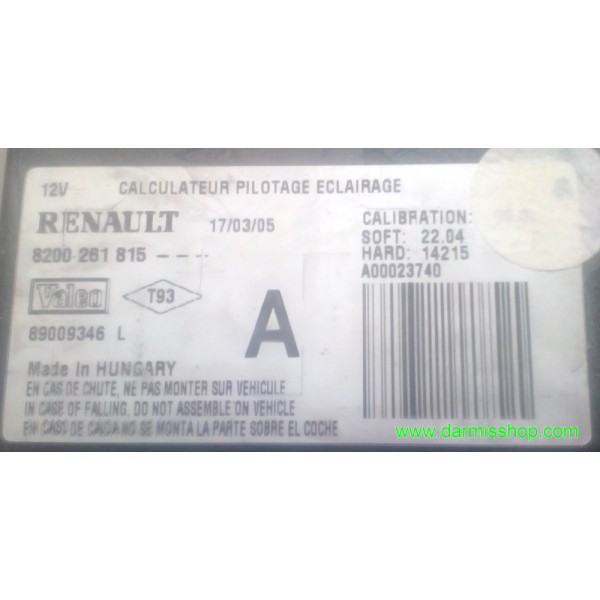 12V CALCULATEUR PILOTAGE ECLAIRAGE
RENAULT 17/03/05
8200 261 815 ----
CALIBRATION:
SOFT: 22.04
HARD: 14215
A00023740
Valeo T93
A
89009346 L
Made in HUNGARY
EN CAS DE CHUTE, NE PAS MONTER SUR VEHICULE
IN CASE OF FALLING, DO NOT ASSEMBLE ON VEHICLE
EN CASO DE CAIDA NO SE MONTA LA PARTE SOBRE EL COCHE
www.darmisshop.com